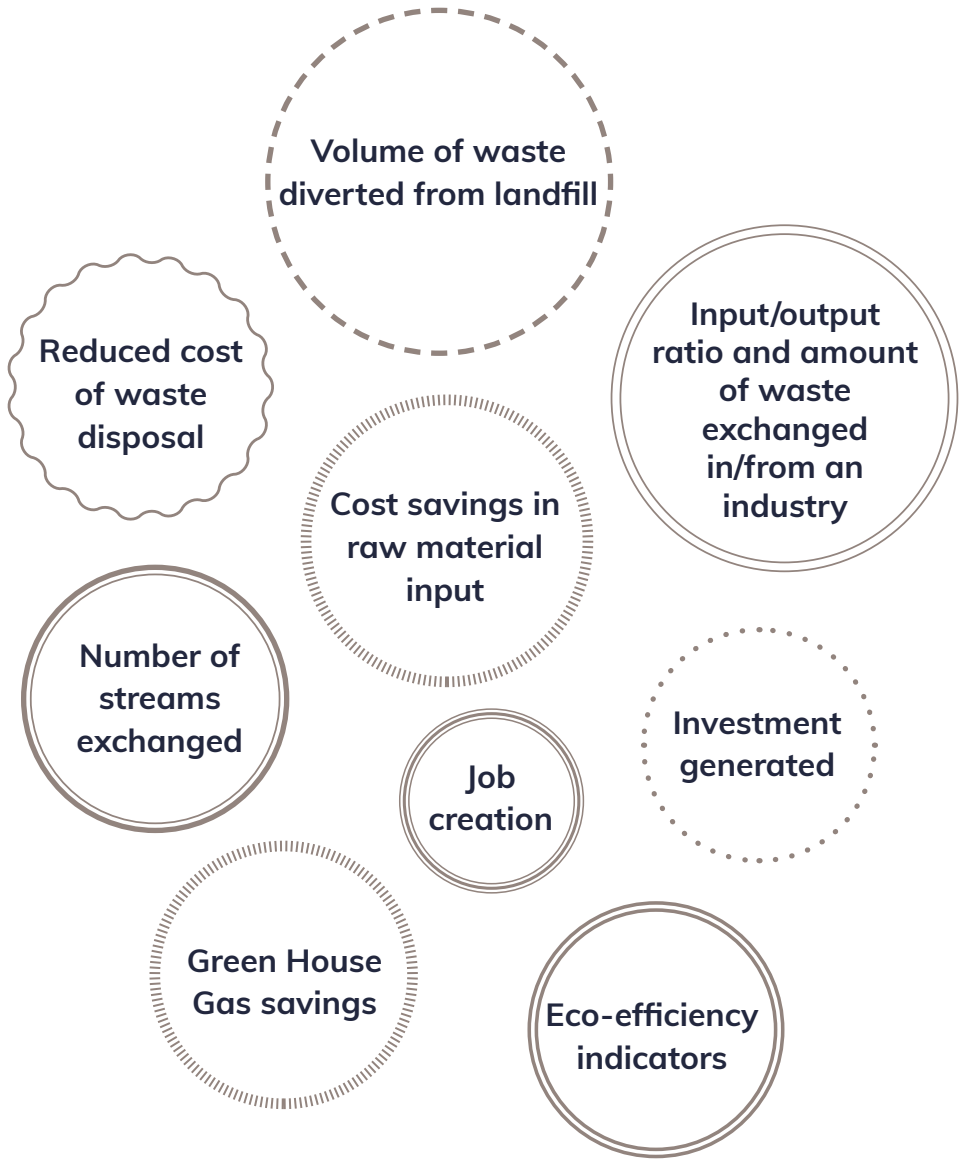 Volume of waste
diverted from landfill
Reduced cost
of waste
disposal
Input/output
ratio and amount
of waste
exchanged
in/from an
industry
Cost savings in
raw material
input
Number of
streams
exchanged
Investment
generated
Job
creation
Green House
Gas savings
Eco-efficiency
indicators